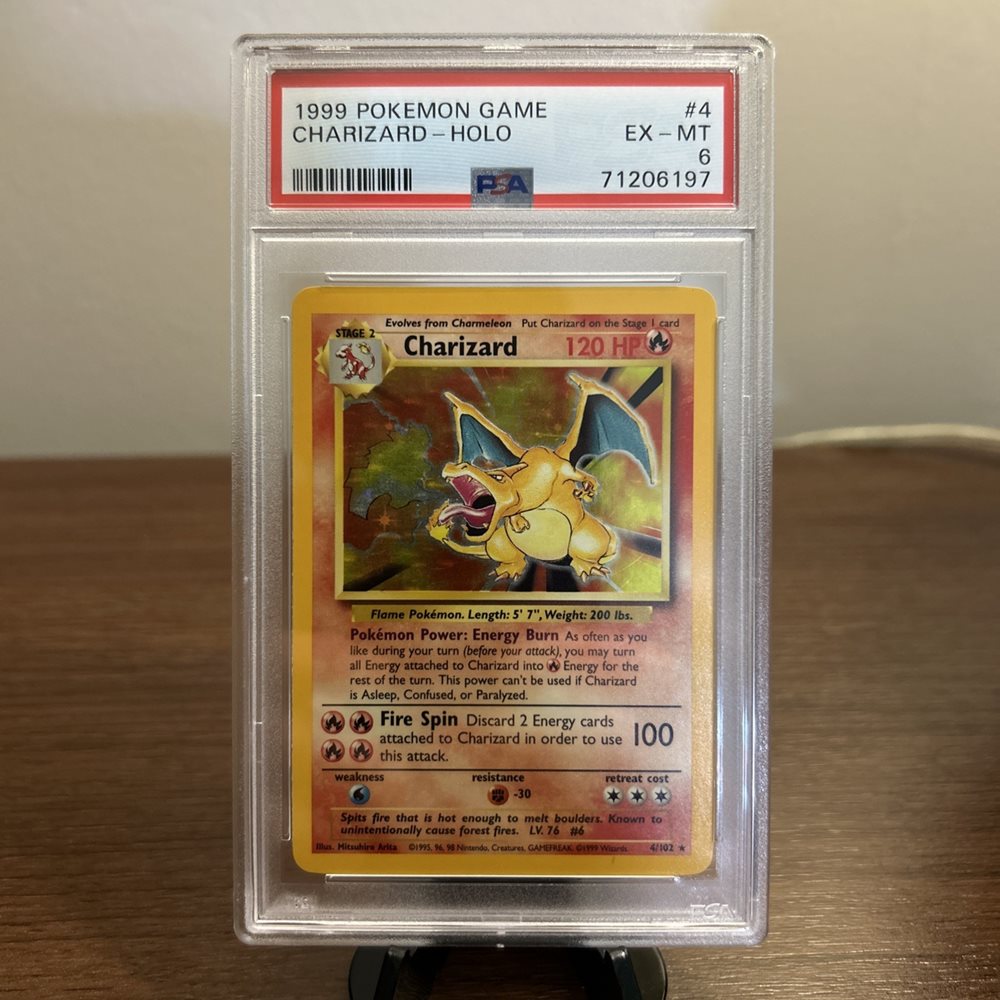 1999 POKEMON GAME #4
CHARIZARD - HOLO EX - MT
6
PSA 71206197
Evolves from Charmeleon Put Charizard on the Stage 1 card
STAGE 2
Charizard 120 HP
Flame Pokémon. Length: 5' 7", Weight: 200 lbs.
Pokémon Power: Energy Burn As often as you
like during your turn (before your attack), you may turn
all Energy attached to Charizard into Energy for the
rest of the turn. This power can't be used if Charizard
is Asleep, Confused, or Paralyzed.
Fire Spin Discard 2 Energy cards
attached to Charizard in order to use 100
this attack.
weakness resistance retreat cost
-30
Spits fire that is hot enough to melt boulders. Known to
unintentionally cause forest fires. LV. 76 #6
Illus. Mitsuhiro Arita ©1995, 96, 98 Nintendo, Creatures, GAMEFREAK. ©1999 Wizards. 4/102 ★
PSA